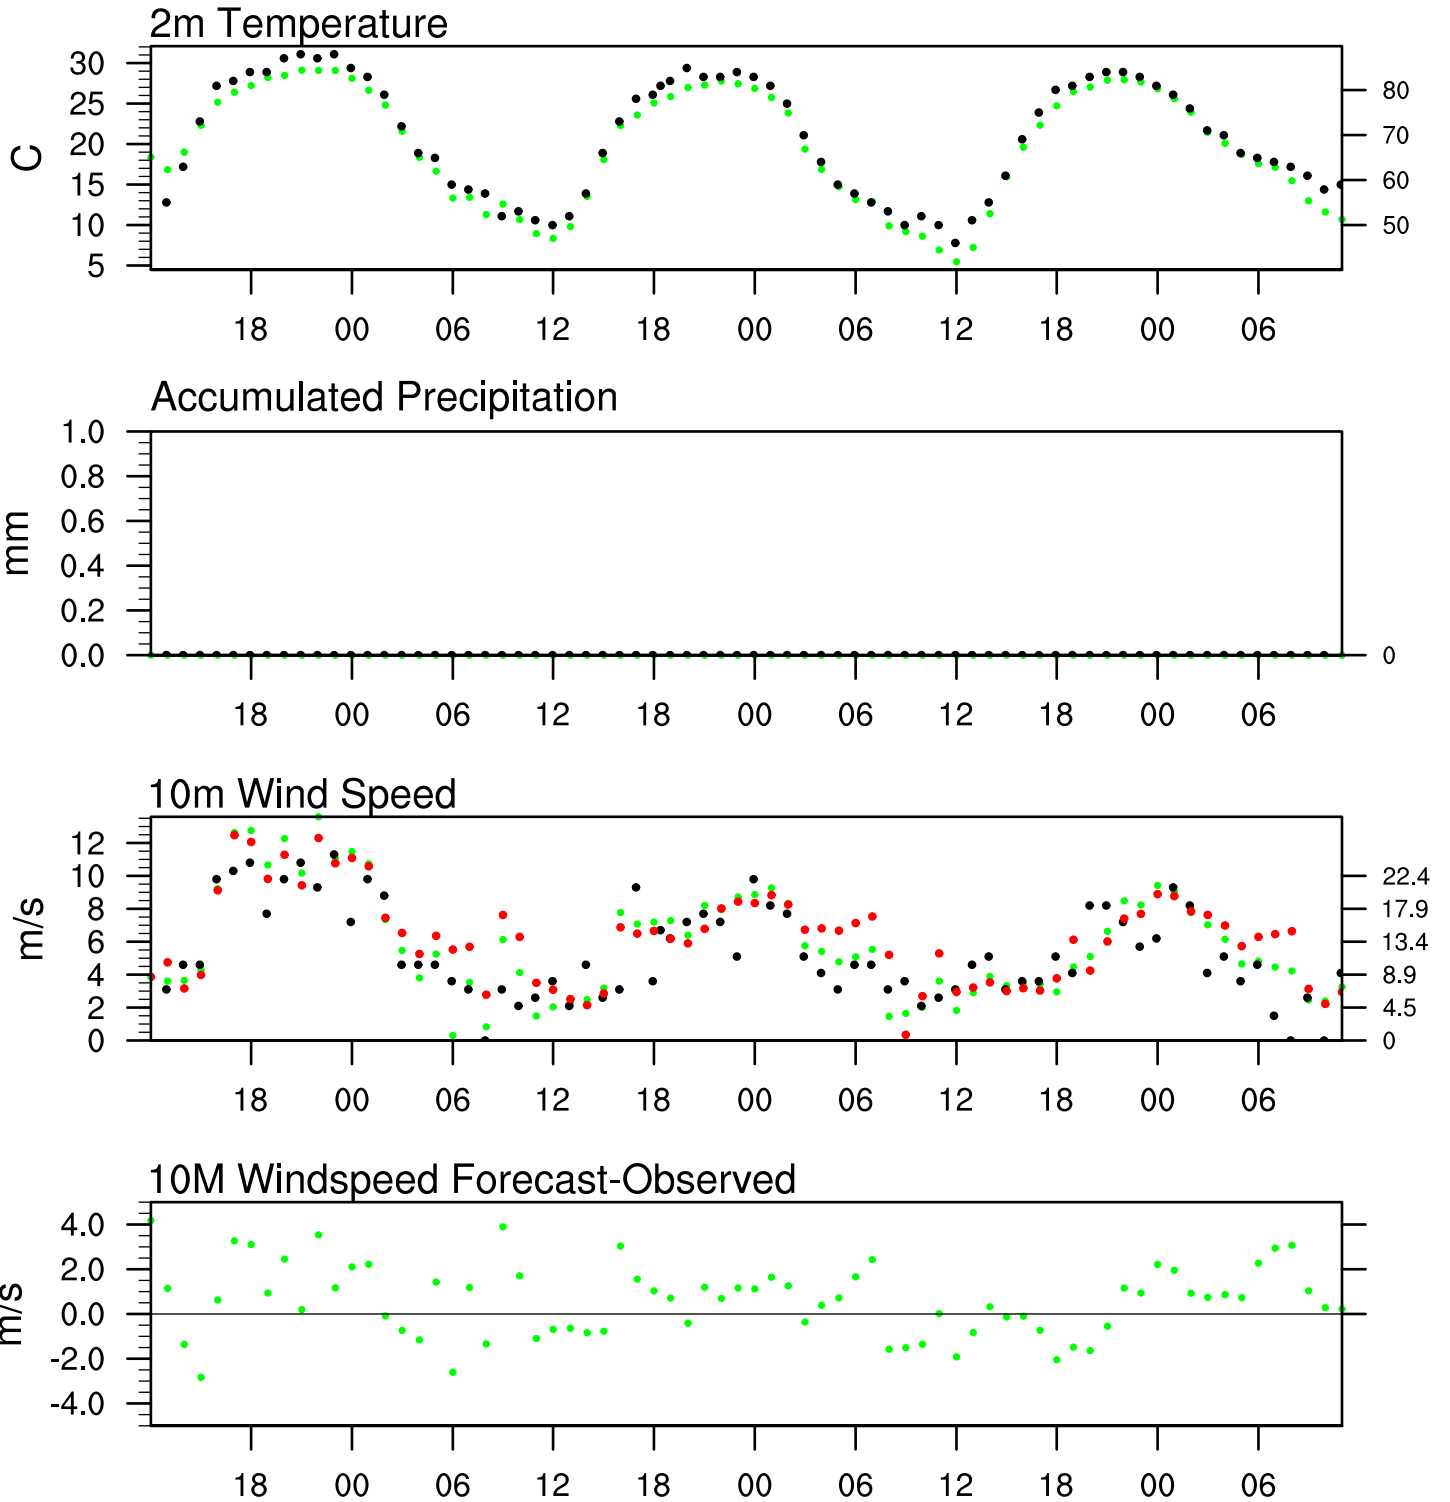 2m Temperature
30
25
20
15
10
5
C
80
70
60
50
18 00 06 12 18 00 06 12 18 00 06
Accumulated Precipitation
1.0
0.8
0.6
0.4
0.2
0.0
mm
0
18 00 06 12 18 00 06 12 18 00 06
10m Wind Speed
12
10
8
6
4
2
0
m/s
22.4
17.9
13.4
8.9
4.5
0
18 00 06 12 18 00 06 12 18 00 06
10M Windspeed Forecast-Observed
4.0
2.0
0.0
-2.0
-4.0
m/s
18 00 06 12 18 00 06 12 18 00 06